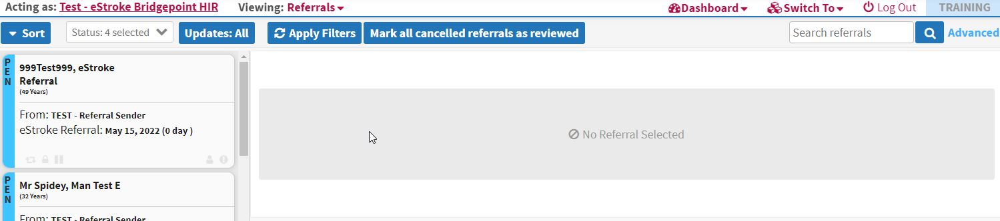 Acting as: Test - eStroke Bridgepoint HIR Viewing: Referrals Dashboard Switch To Log Out TRAINING
Sort Status: 4 selected Updates: All Apply Filters Mark all cancelled referrals as reviewed Search referrals Advanced
PEN
999Test999, eStroke
Referral
(49 Years)
From: TEST - Referral Sender
eStroke Referral: May 15, 2022 (0 day )
No Referral Selected
PEN
Mr Spidey, Man Test E
(32 Years)
From: TEST - Referral Sender